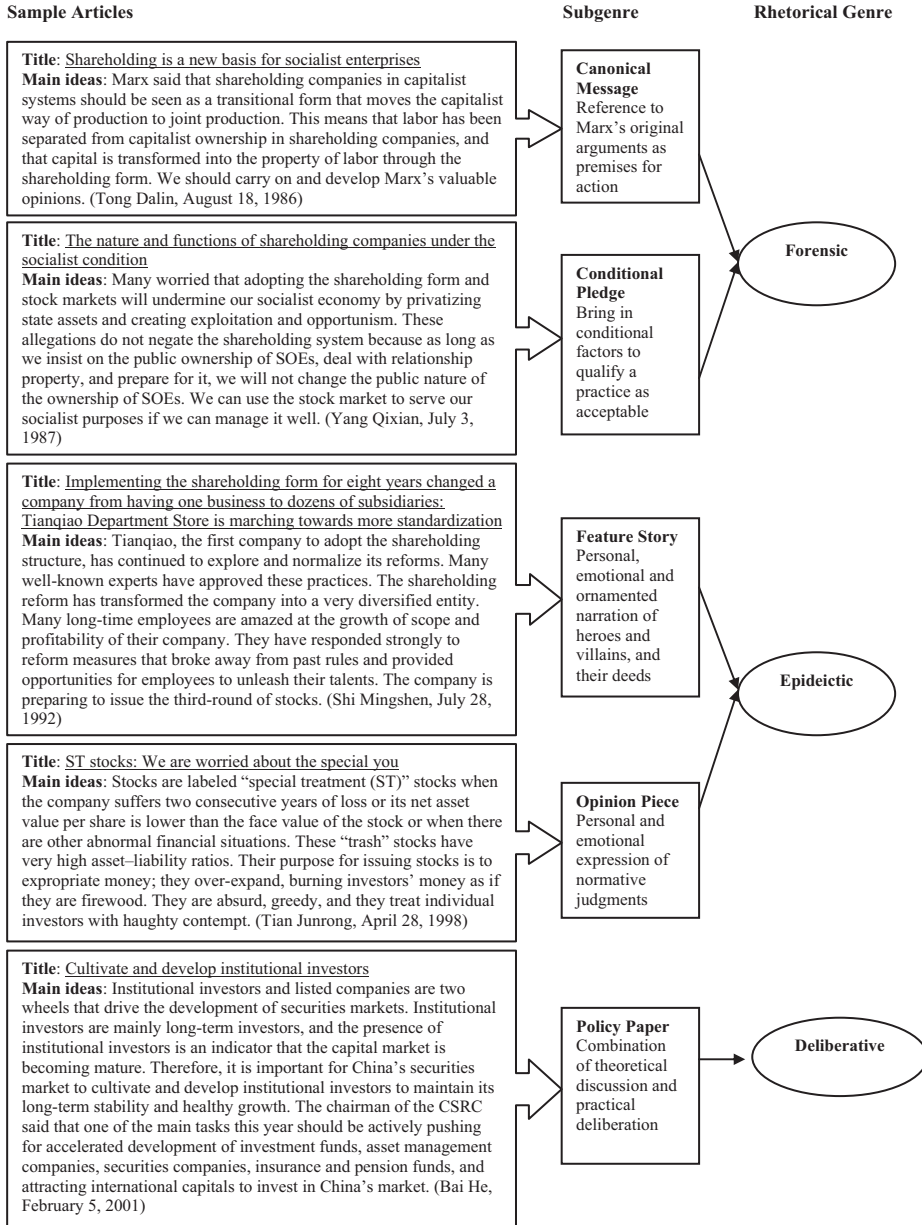 Sample Articles
Subgenre
Rhetorical Genre
Title: Shareholding is a new basis for socialist enterprises
Main ideas: Marx said that shareholding companies in capitalist
systems should be seen as a transitional form that moves the capitalist
way of production to joint production. This means that labor has been
separated from capitalist ownership in shareholding companies, and
that capital is transformed into the property of labor through the
shareholding form. We should carry on and develop Marx's valuable
opinions. (Tong Dalin, August 18, 1986)
Canonical
Message
Reference to
Marx's original
arguments as
premises for
action
Title: The nature and functions of shareholding companies under the
socialist condition
Main ideas: Many worried that adopting the shareholding form and
stock markets will undermine our socialist economy by privatizing
state assets and creating exploitation and opportunism. These
allegations do not negate the shareholding system because as long as
we insist on the public ownership of SOEs, deal with relationship
property, and prepare for it, we will not change the public nature of
the ownership of SOEs. We can use the stock market to serve our
socialist purposes if we can manage it well. (Yang Qixian, July 3,
1987)
Conditional
Pledge
Bring in
conditional
factors to
qualify a
practice as
acceptable
Forensic
Title: Implementing the shareholding form for eight years changed a
company from having one business to dozens of subsidiaries:
Tianqiao Department Store is marching towards more standardization
Main ideas: Tianqiao, the first company to adopt the shareholding
structure, has continued to explore and normalize its reforms. Many
well-known experts have approved these practices. The shareholding
reform has transformed the company into a very diversified entity.
Many long-time employees are amazed at the growth of scope and
profitability of their company. They have responded strongly to
reform measures that broke away from past rules and provided
opportunities for employees to unleash their talents. The company is
preparing to issue the third-round of stocks. (Shi Mingshen, July 28,
1992)
Feature Story
Personal,
emotional and
ornamented
narration of
heroes and
villains, and
their deeds
Title: ST stocks: We are worried about the special you
Main ideas: Stocks are labeled “special treatment (ST)” stocks when
the company suffers two consecutive years of loss or its net asset
value per share is lower than the face value of the stock or when there
are other abnormal financial situations. These “trash” stocks have
very high asset–liability ratios. Their purpose for issuing stocks is to
expropriate money; they over-expand, burning investors' money as if
they are firewood. They are absurd, greedy, and they treat individual
investors with haughty contempt. (Tian Junrong, April 28, 1998)
Opinion Piece
Personal and
emotional
expression of
normative
judgments
Epideictic
Title: Cultivate and develop institutional investors
Main ideas: Institutional investors and listed companies are two
wheels that drive the development of securities markets. Institutional
investors are mainly long-term investors, and the presence of
institutional investors is an indicator that the capital market is
becoming mature. Therefore, it is important for China's securities
market to cultivate and develop institutional investors to maintain its
long-term stability and healthy growth. The chairman of the CSRC
said that one of the main tasks this year should be actively pushing
for accelerated development of investment funds, asset management
companies, securities companies, insurance and pension funds, and
attracting international capitals to invest in China's market. (Bai He,
February 5, 2001)
Policy Paper
Combination
of theoretical
discussion and
practical
deliberation
Deliberative